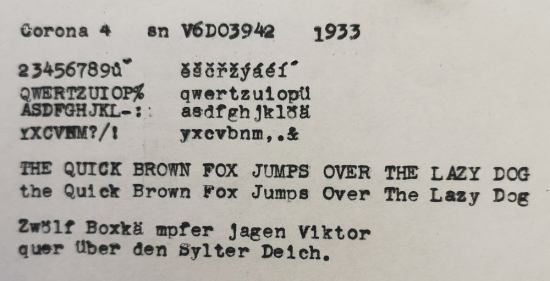 Corona 4 sn V6D03942 1933
23456789ů ̌ ěščřžýáéí ̋
QWERTZUIOP% qwertzuiopü
ASDFGHJKL-: asdfghjklöä
YXCVBNM?/! yxcvbnm,.&
THE QUICK BROWN FOX JUMPS OVER THE LAZY DOG
the Quick Brown Fox Jumps Over The Lazy Dog
Zwölf Boxkä mpfer jagen Viktor
quer über den Sylter Deich.